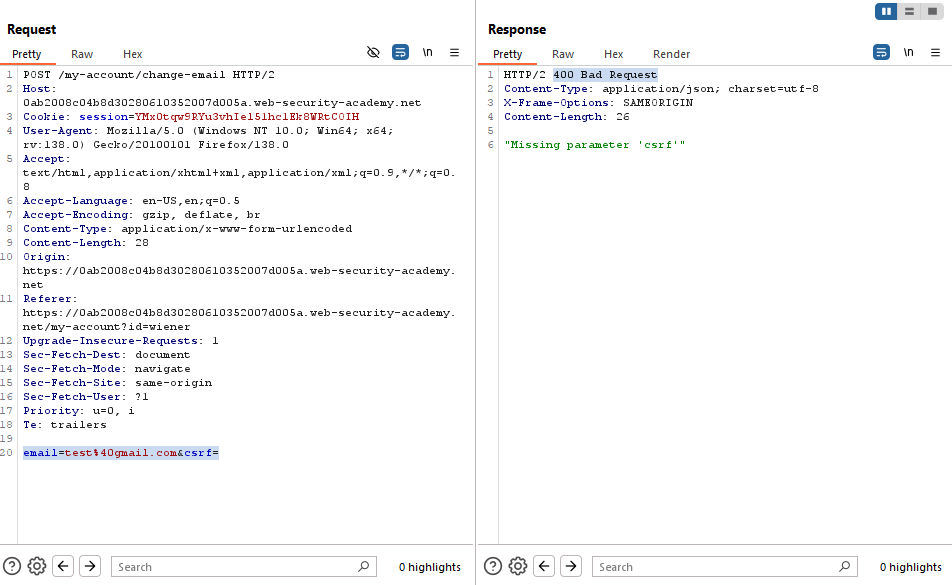 Request
Pretty Raw Hex \n
1 POST /my-account/change-email HTTP/2
2 Host:
0ab2008c04b8d30280610352007d005a.web-security-academy.net
3 Cookie: session=YMx0tqw9RYu3vhIel5lhclEk8WRtC0IH
4 User-Agent: Mozilla/5.0 (Windows NT 10.0; Win64; x64;
rv:138.0) Gecko/20100101 Firefox/138.0
5 Accept:
text/html,application/xhtml+xml,application/xml;q=0.9,*/*;q=0.
8
6 Accept-Language: en-US,en;q=0.5
7 Accept-Encoding: gzip, deflate, br
8 Content-Type: application/x-www-form-urlencoded
9 Content-Length: 28
10 Origin:
https://0ab2008c04b8d30280610352007d005a.web-security-academy.
net
11 Referer:
https://0ab2008c04b8d30280610352007d005a.web-security-academy.
net/my-account?id=wiener
12 Upgrade-Insecure-Requests: 1
13 Sec-Fetch-Dest: document
14 Sec-Fetch-Mode: navigate
15 Sec-Fetch-Site: same-origin
16 Sec-Fetch-User: ?1
17 Priority: u=0, i
18 Te: trailers
19
20 email=test%40gmail.com&csrf=
Search 0 highlights
Response
Pretty Raw Hex Render \n
1 HTTP/2 400 Bad Request
2 Content-Type: application/json; charset=utf-8
3 X-Frame-Options: SAMEORIGIN
4 Content-Length: 26
5
6 "Missing parameter 'csrf'"
Search 0 highlights